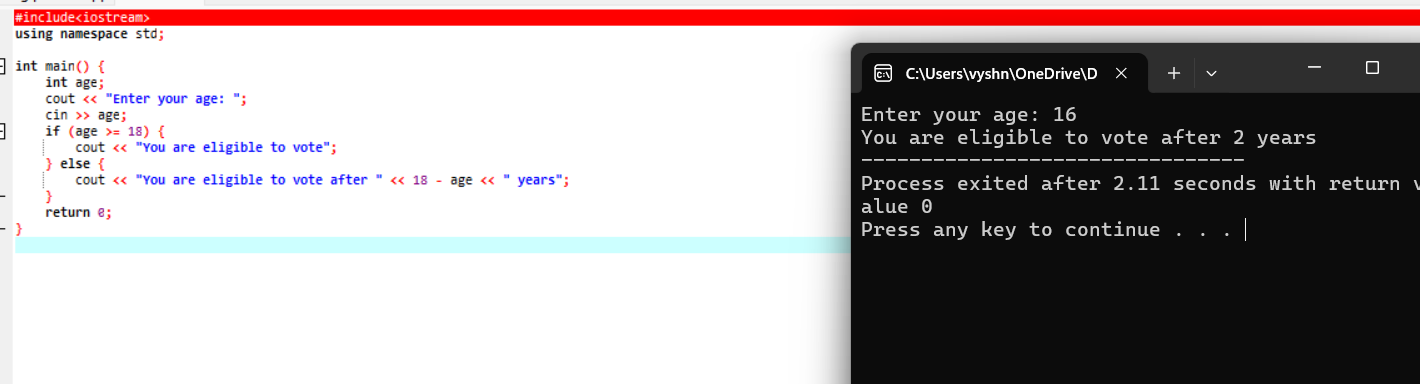 #include<iostream>
using namespace std;
int main() {
int age;
cout << "Enter your age: ";
cin >> age;
if (age >= 18) {
cout << "You are eligible to vote";
} else {
cout << "You are eligible to vote after " << 18 - age << " years";
}
return 0;
}
C:\Users\vyshn\OneDrive\D
Enter your age: 16
You are eligible to vote after 2 years
--------------------------------
Process exited after 2.11 seconds with return v
alue 0
Press any key to continue . . .